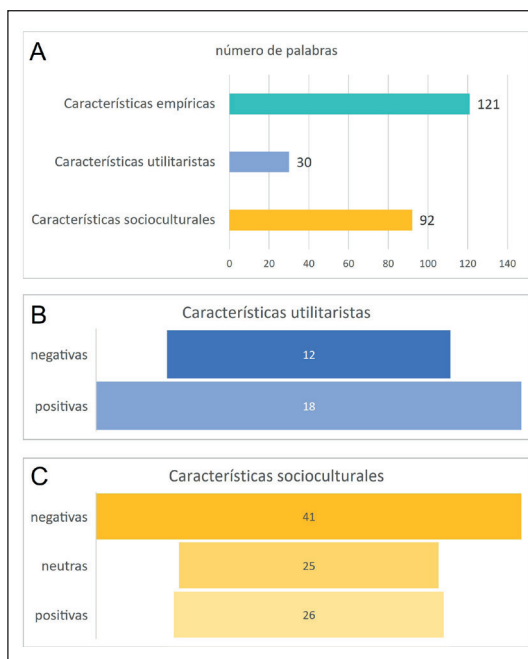 A
número de palabras
Características empíricas 121
Características utilitaristas 30
Características socioculturales 92
0 20 40 60 80 100 120 140
B
Características utilitaristas
negativas 12
positivas 18
C
Características socioculturales
negativas 41
neutras 25
positivas 26